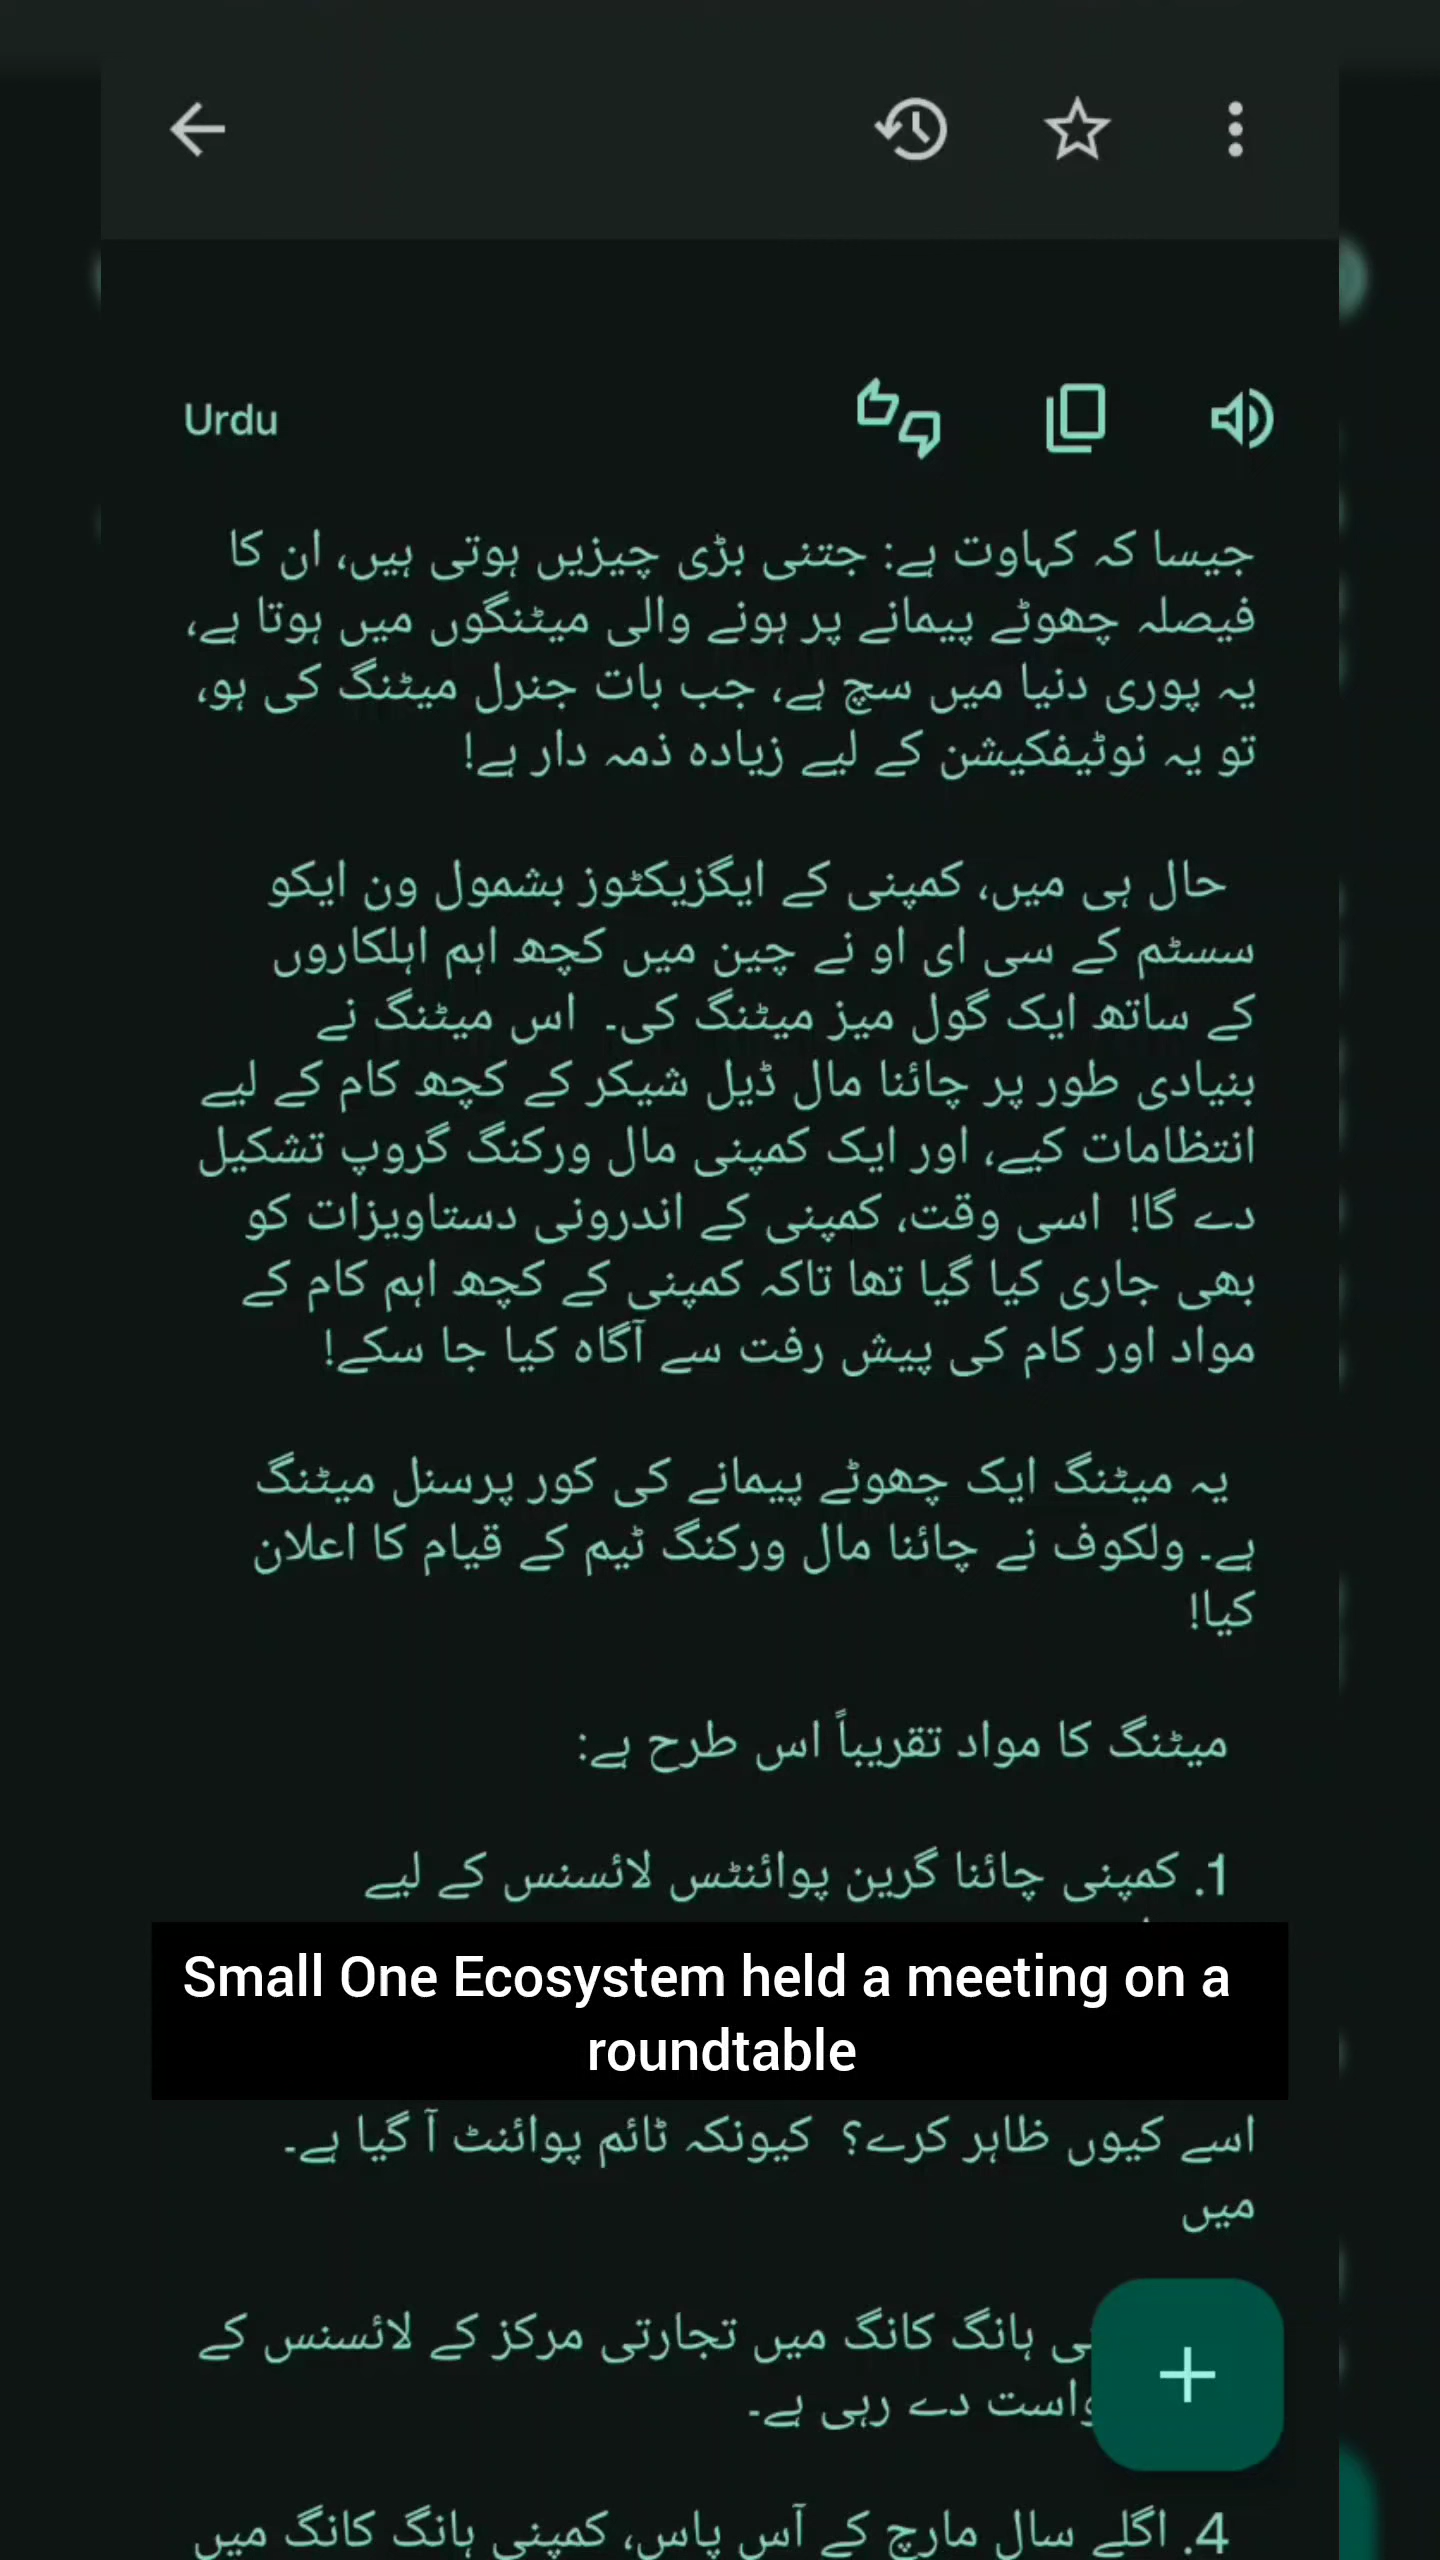 Urdu
جیسا کہ کہاوت ہے: جتنی بڑی چیزیں ہوتی ہیں، ان کا
فیصلہ چھوٹے پیمانے پر ہونے والی میٹنگوں میں ہوتا ہے،
یہ پوری دنیا میں سچ ہے، جب بات جنرل میٹنگ کی ہو،
تو یہ نوٹیفکیشن کے لیے زیادہ ذمہ دار ہے!
حال ہی میں، کمپنی کے ایگزیکٹوز بشمول ون ایکو
سسٹم کے سی ای او نے چین میں کچھ اہم اہلکاروں
کے ساتھ ایک گول میز میٹنگ کی۔ اس میٹنگ نے
بنیادی طور پر چائنا مال ڈیل شیکر کے کچھ کام کے لیے
انتظامات کیے، اور ایک کمپنی مال ورکنگ گروپ تشکیل
دے گا! اسی وقت، کمپنی کے اندرونی دستاویزات کو
بھی جاری کیا گیا تھا تاکہ کمپنی کے کچھ اہم کام کے
مواد اور کام کی پیش رفت سے آگاہ کیا جا سکے!
یہ میٹنگ ایک چھوٹے پیمانے کی کور پرسنل میٹنگ
ہے۔ ولکوف نے چائنا مال ورکنگ ٹیم کے قیام کا اعلان
کیا!
میٹنگ کا مواد تقریباً اس طرح ہے:
1. کمپنی چائنا گرین پوائنٹس لائسنس کے لیے
Small One Ecosystem held a meeting on a
roundtable
اسے کیوں ظاہر کرے؟ کیونکہ ٹائم پوائنٹ آ گیا ہے۔
میں
ہانگ کانگ میں تجارتی مرکز کے لائسنس کے
دے رہی ہے۔
4. اگلے سال مارچ کے آس پاس، کمپنی ہانگ کانگ میں